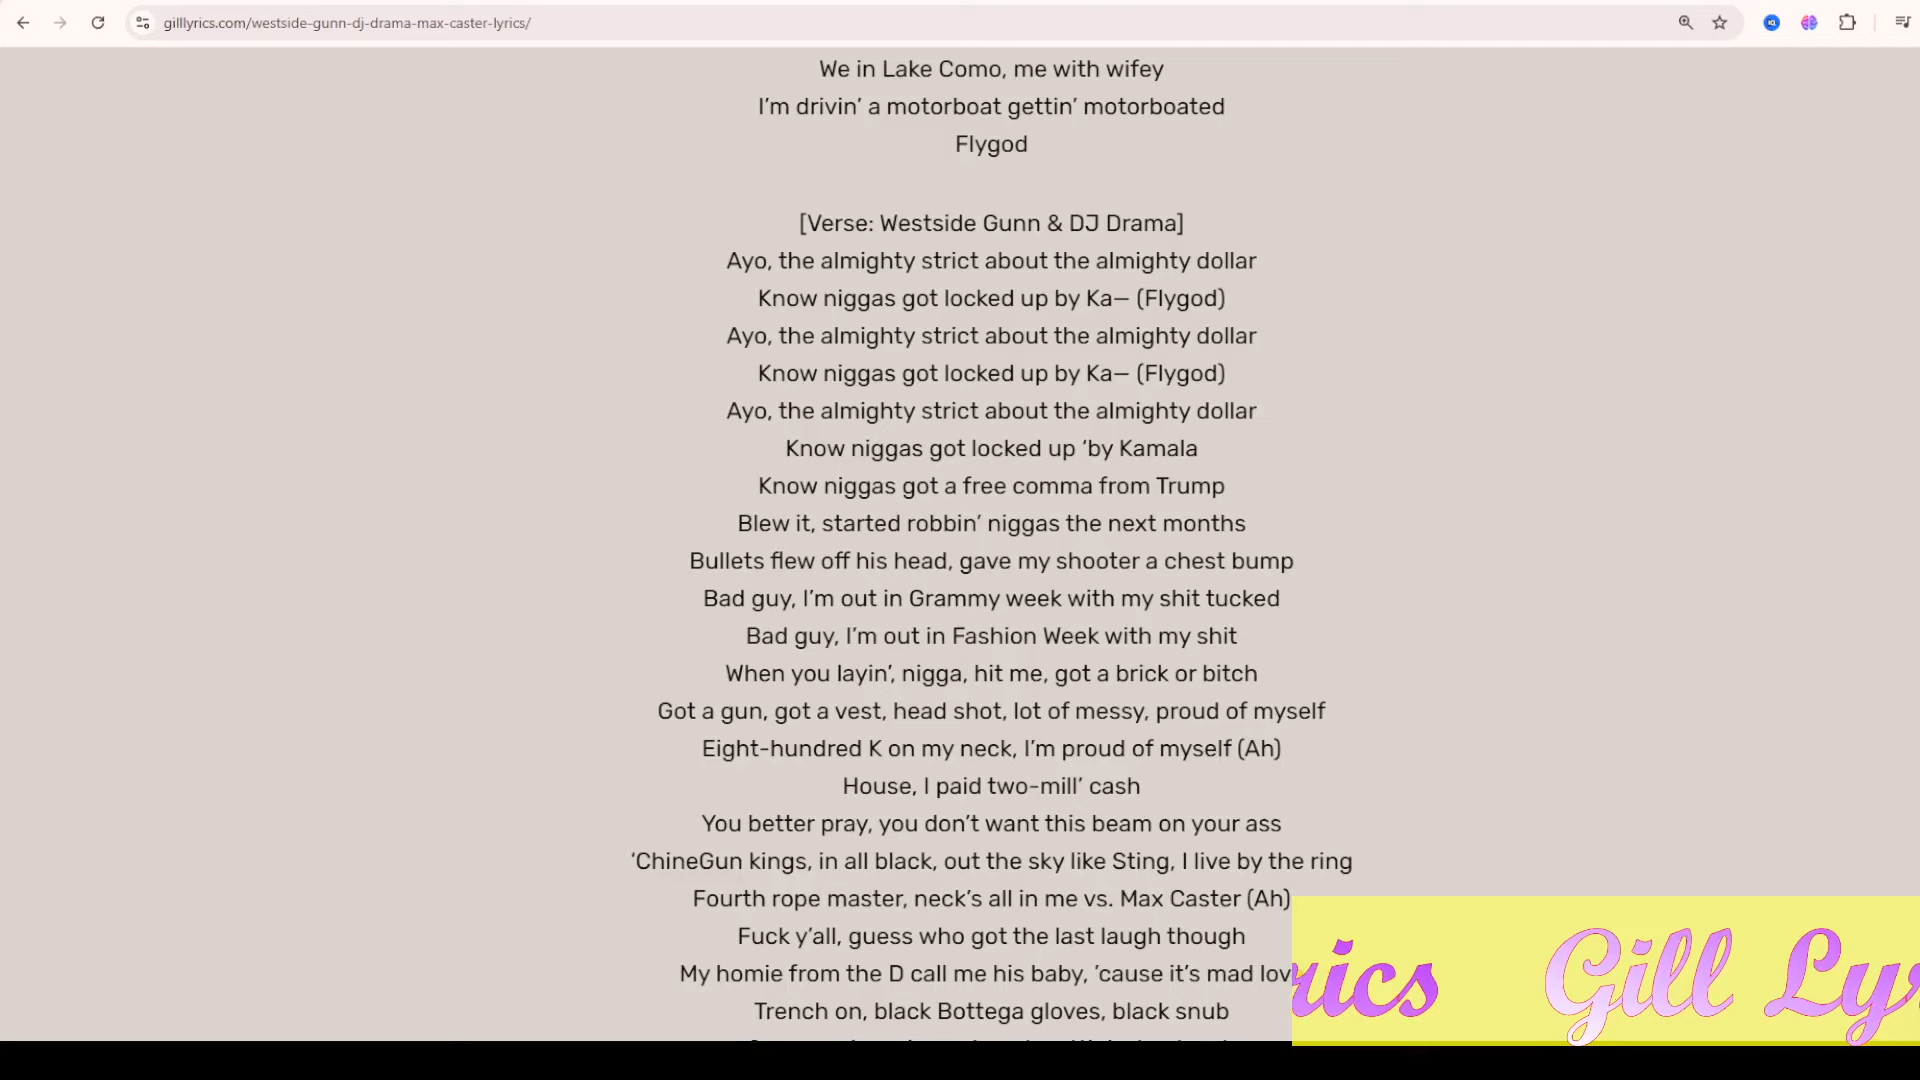 gilllyrics.com/westside-gunn-dj-drama-max-caster-lyrics/
We in Lake Como, me with wifey
I’m drivin’ a motorboat gettin’ motorboated
Flygod
[Verse: Westside Gunn & DJ Drama]
Ayo, the almighty strict about the almighty dollar
Know niggas got locked up by Ka— (Flygod)
Ayo, the almighty strict about the almighty dollar
Know niggas got locked up by Ka— (Flygod)
Ayo, the almighty strict about the almighty dollar
Know niggas got locked up ‘by Kamala
Know niggas got a free comma from Trump
Blew it, started robbin’ niggas the next months
Bullets flew off his head, gave my shooter a chest bump
Bad guy, I’m out in Grammy week with my shit tucked
Bad guy, I’m out in Fashion Week with my shit
When you layin’, nigga, hit me, got a brick or bitch
Got a gun, got a vest, head shot, lot of messy, proud of myself
Eight-hundred K on my neck, I’m proud of myself (Ah)
House, I paid two-mill’ cash
You better pray, you don’t want this beam on your ass
‘ChineGun kings, in all black, out the sky like Sting, I live by the ring
Fourth rope master, neck’s all in me vs. Max Caster (Ah)
Fuck y’all, guess who got the last laugh though
My homie from the D call me his baby, ’cause it’s mad lov
Trench on, black Bottega gloves, black snub
rics Gill Lyr